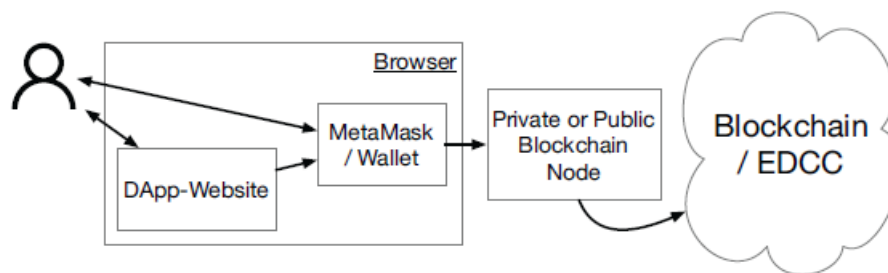 Browser
MetaMask
/ Wallet
DApp-Website
Private or Public
Blockchain
Node
Blockchain
/ EDCC